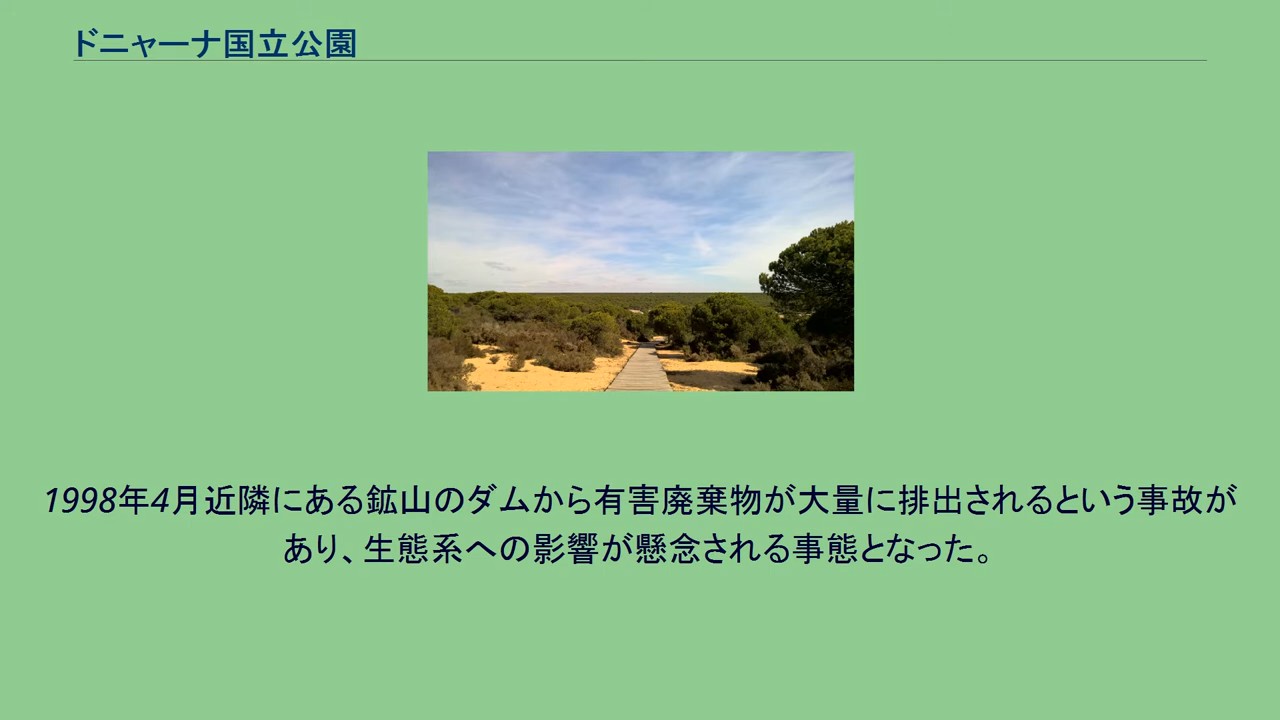 ドニャーナ国立公園
1998年4月近隣にある鉱山のダムから有害廃棄物が大量に排出されるという事故が
あり、生態系への影響が懸念される事態となった。